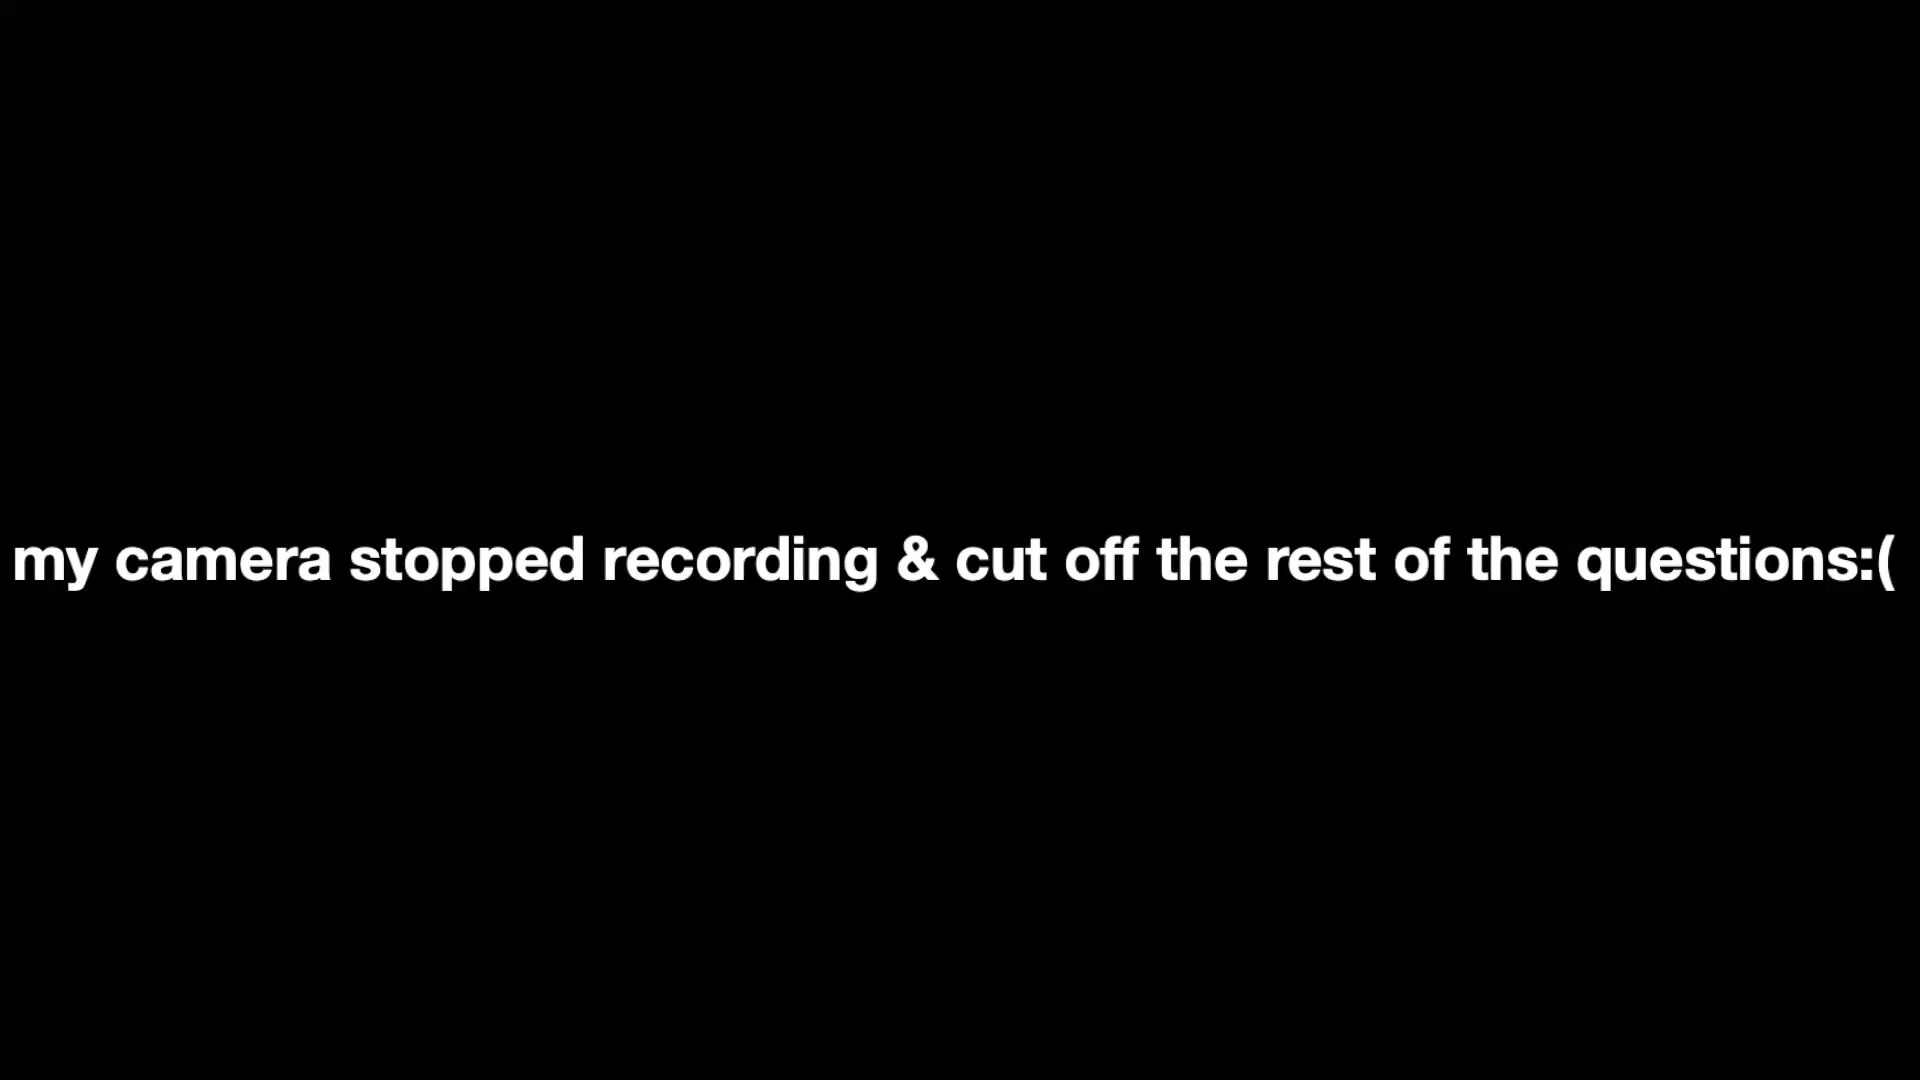 my camera stopped recording & cut off the rest of the questions:(